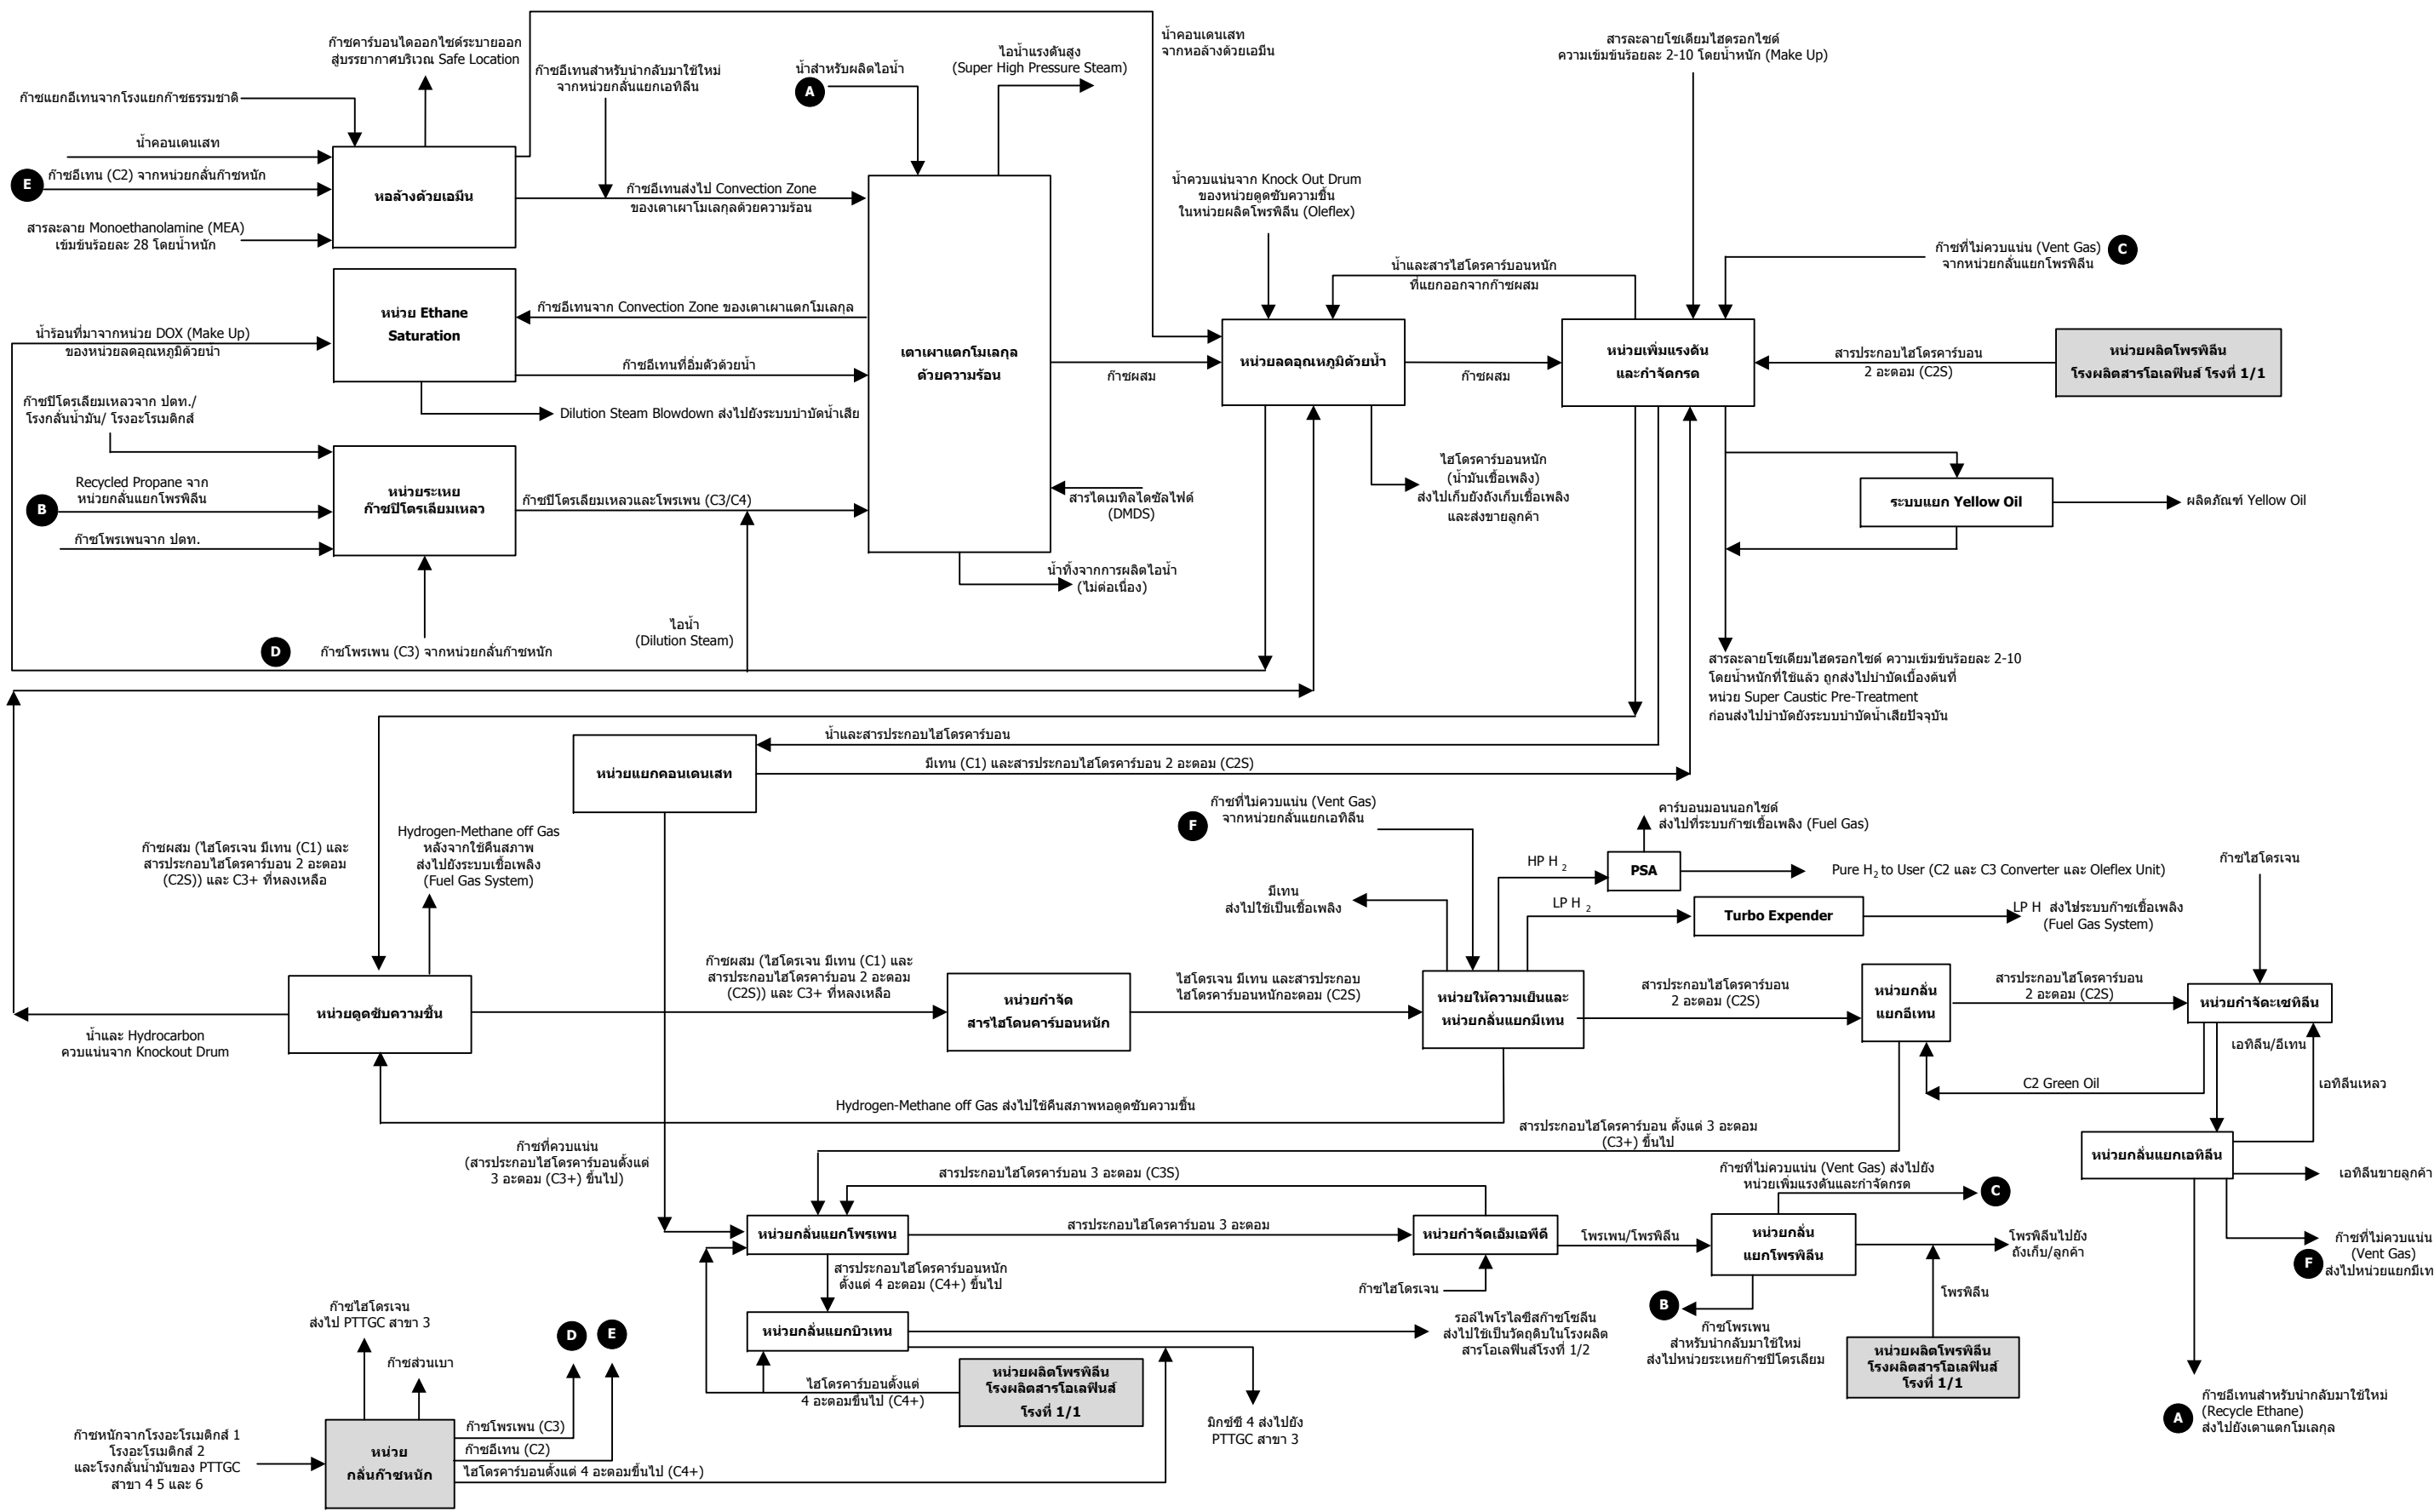 ก๊าซคาร์บอนไดออกไซด์ระบายออก
สู่บรรยากาศบริเวณ Safe Location
ก๊าซแยกอีเทนจากโรงแยกก๊าซธรรมชาติ
น้ำคอนเดนเสท
E
ก๊าซอีเทน (C2) จากหน่วยกลั่นก๊าซหนัก
สารละลาย Monoethanolamine (MEA)
เข้มข้นร้อยละ 28 โดยน้ำหนัก
หอล้างด้วยเอมีน
ก๊าซอีเทนสำหรับนำกลับมาใช้ใหม่
จากหน่วยกลั่นแยกเอทิลีน
ก๊าซอีเทนส่งไป Convection Zone
ของเตาเผาโมเลกุลด้วยความร้อน
น้ำสำหรับผลิตไอน้ำ
A
ไอน้ำแรงดันสูง
(Super High Pressure Steam)
น้ำคอนเดนเสท
จากหอล้างด้วยเอมีน
สารละลายโซเดียมไฮดรอกไซด์
ความเข้มข้นร้อยละ 2-10 โดยน้ำหนัก (Make Up)
น้ำควบแน่นจาก Knock Out Drum
ของหน่วยดูดซับความชื้น
ในหน่วยผลิตโพรพิลีน (Oleflex)
ก๊าซที่ไม่ควบแน่น (Vent Gas)
จากหน่วยกลั่นแยกโพรพิลีน
C
น้ำและสารไฮโดรคาร์บอนหนัก
ที่แยกออกจากก๊าซผสม
หน่วย Ethane
Saturation
ก๊าซอีเทนจาก Convection Zone ของเตาเผาแตกโมเลกุล
น้ำร้อนที่มาจากหน่วย DOX (Make Up)
ของหน่วยลดอุณหภูมิด้วยน้ำ
ก๊าซอีเทนที่อิ่มตัวด้วยน้ำ
เตาเผาแตกโมเลกุล
ด้วยความร้อน
ก๊าซผสม
หน่วยลดอุณหภูมิด้วยน้ำ
ก๊าซผสม
หน่วยเพิ่มแรงดัน
และกำจัดกรด
สารประกอบไฮโดรคาร์บอน
2 อะตอม (C2S)
หน่วยผลิตโพรพิลีน
โรงผลิตสารโอเลฟินส์ โรงที่ 1/1
Dilution Steam Blowdown ส่งไปยังระบบบำบัดน้ำเสีย
ก๊าซปิโตรเลียมเหลวจาก ปตท./
โรงกลั่นน้ำมัน/ โรงอะโรเมติกส์
B
Recycled Propane จาก
หน่วยกลั่นแยกโพรพิลีน
ก๊าซโพรเพนจาก ปตท.
หน่วยระเหย
ก๊าซปิโตรเลียมเหลว
ก๊าซปิโตรเลียมเหลวและโพรเพน (C3/C4)
สารไดเมทิลไดซัลไฟด์
(DMDS)
น้ำทิ้งจากการผลิตไอน้ำ
(ไม่ต่อเนื่อง)
ไฮโดรคาร์บอนหนัก
(น้ำมันเชื้อเพลิง)
ส่งไปเก็บยังถังเก็บเชื้อเพลิง
และส่งขายลูกค้า
ระบบแยก Yellow Oil
ผลิตภัณฑ์ Yellow Oil
D
ก๊าซโพรเพน (C3) จากหน่วยกลั่นก๊าซหนัก
ไอน้ำ
(Dilution Steam)
สารละลายโซเดียมไฮดรอกไซด์ ความเข้มข้นร้อยละ 2-10
โดยน้ำหนักที่ใช้แล้ว ถูกส่งไปบำบัดเบื้องต้นที่
หน่วย Super Caustic Pre-Treatment
ก่อนส่งไปบำบัดยังระบบบำบัดน้ำเสียปัจจุบัน
หน่วยแยกคอนเดนเสท
น้ำและสารประกอบไฮโดรคาร์บอน
มีเทน (C1) และสารประกอบไฮโดรคาร์บอน 2 อะตอม (C2S)
ก๊าซผสม (ไฮโดรเจน มีเทน (C1) และ
สารประกอบไฮโดรคาร์บอน 2 อะตอม
(C2S)) และ C3+ ที่หลงเหลือ
Hydrogen-Methane off Gas
หลังจากใช้คืนสภาพ
ส่งไปยังระบบเชื้อเพลิง
(Fuel Gas System)
F
ก๊าซที่ไม่ควบแน่น (Vent Gas)
จากหน่วยกลั่นแยกเอทิลีน
คาร์บอนมอนนอกไซด์
ส่งไปที่ระบบก๊าซเชื้อเพลิง (Fuel Gas)
HP H 2
PSA
Pure H2 to User (C2 และ C3 Converter และ Oleflex Unit)
มีเทน
ส่งไปใช้เป็นเชื้อเพลิง
LP H 2
Turbo Expender
LP H ส่งไประบบก๊าซเชื้อเพลิง
(Fuel Gas System)
ก๊าซไฮโดรเจน
หน่วยดูดซับความชื้น
น้ำและ Hydrocarbon
ควบแน่นจาก Knockout Drum
ก๊าซผสม (ไฮโดรเจน มีเทน (C1) และ
สารประกอบไฮโดรคาร์บอน 2 อะตอม
(C2S)) และ C3+ ที่หลงเหลือ
หน่วยกำจัด
สารไฮโดนคาร์บอนหนัก
ไฮโดรเจน มีเทน และสารประกอบ
ไฮโดรคาร์บอนหนักอะตอม (C2S)
หน่วยให้ความเย็นและ
หน่วยกลั่นแยกมีเทน
สารประกอบไฮโดรคาร์บอน
2 อะตอม (C2S)
หน่วยกลั่น
แยกอีเทน
สารประกอบไฮโดรคาร์บอน
2 อะตอม (C2S)
หน่วยกำจัดะเซทิลีน
เอทิลีน/อีเทน
เอทิลีนเหลว
C2 Green Oil
Hydrogen-Methane off Gas ส่งไปใช้คืนสภาพหอดูดซับความชื้น
สารประกอบไฮโดรคาร์บอน ตั้งแต่ 3 อะตอม
(C3+) ขึ้นไป
ก๊าซที่ควบแน่น
(สารประกอบไฮโดรคาร์บอนตั้งแต่
3 อะตอม (C3+) ขึ้นไป)
สารประกอบไฮโดรคาร์บอน 3 อะตอม (C3S)
ก๊าซที่ไม่ควบแน่น (Vent Gas) ส่งไปยัง
หน่วยเพิ่มแรงดันและกำจัดกรด
C
หน่วยกลั่นแยกเอทิลีน
เอทิลีนขายลูกค้า
หน่วยกลั่นแยกโพรเพน
สารประกอบไฮโดรคาร์บอน 3 อะตอม
หน่วยกำจัดเอ็มเอพีดี
โพรเพน/โพรพิลีน
หน่วยกลั่น
แยกโพรพิลีน
โพรพิลีนไปยัง
ถังเก็บ/ลูกค้า
ก๊าซที่ไม่ควบแน่น
(Vent Gas)
ส่งไปหน่วยแยกมีเท
F
สารประกอบไฮโดรคาร์บอนหนัก
ตั้งแต่ 4 อะตอม (C4+) ขึ้นไป
ก๊าซไฮโดรเจน
B
ก๊าซโพรเพน
สำหรับนำกลับมาใช้ใหม่
ส่งไปหน่วยระเหยก๊าซปิโตรเลียม
โพรพิลีน
หน่วยผลิตโพรพิลีน
โรงผลิตสารโอเลฟินส์
โรงที่ 1/1
หน่วยกลั่นแยกบิวเทน
รอล์ไพโรไลซีสก๊าซโซลีน
ส่งไปใช้เป็นวัตถุดิบในโรงผลิต
สารโอเลฟินส์โรงที่ 1/2
ก๊าซไฮโดรเจน
ส่งไป PTTGC สาขา 3
ก๊าซส่วนเบา
D
E
ไฮโดรคาร์บอนตั้งแต่
4 อะตอมขึ้นไป (C4+)
หน่วยผลิตโพรพิลีน
โรงผลิตสารโอเลฟินส์
โรงที่ 1/1
มิกซ์ซี 4 ส่งไปยัง
PTTGC สาขา 3
A
ก๊าซอีเทนสำหรับนำกลับมาใช้ใหม่
(Recycle Ethane)
ส่งไปยังเตาแตกโมเลกุล
ก๊าซหนักจากโรงอะโรเมติกส์ 1
โรงอะโรเมติกส์ 2
และโรงกลั่นน้ำมันของ PTTGC
สาขา 4 5 และ 6
หน่วย
กลั่นก๊าซหนัก
ก๊าซโพรเพน (C3)
ก๊าซอีเทน (C2)
ไฮโดรคาร์บอนตั้งแต่ 4 อะตอมขึ้นไป (C4+)